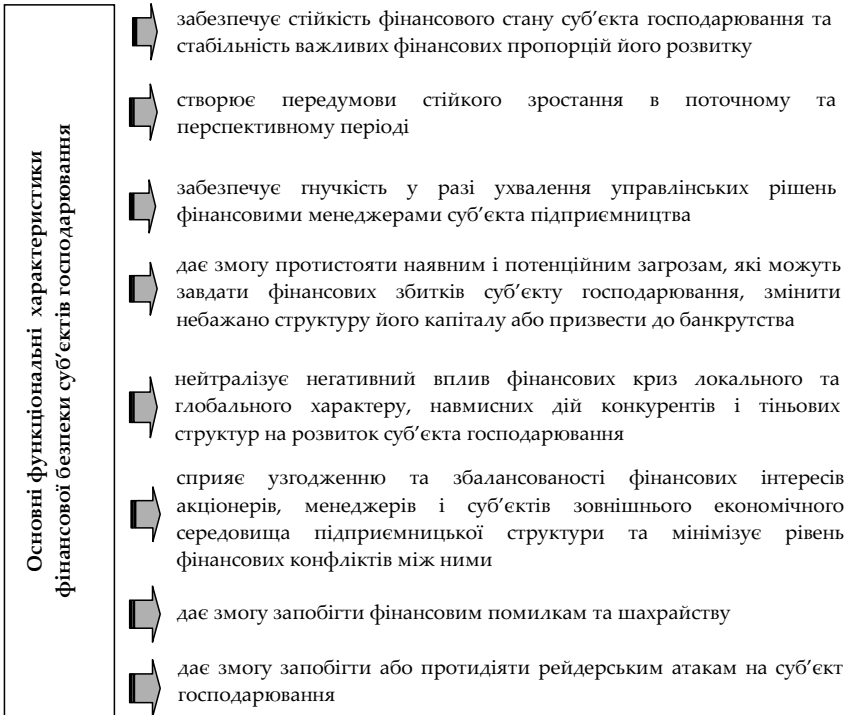 Основні функціональні характеристики
фінансової безпеки суб’єктів господарювання
забезпечує стійкість фінансового стану суб’єкта господарювання та
стабільність важливих фінансових пропорцій його розвитку
створює передумови стійкого зростання в поточному та
перспективному періоді
забезпечує гнучкість у разі ухвалення управлінських рішень
фінансовими менеджерами суб’єкта підприємництва
дає змогу протистояти наявним і потенційним загрозам, які можуть
завдати фінансових збитків суб’єкту господарювання, змінити
небажано структуру його капіталу або призвести до банкрутства
нейтралізує негативний вплив фінансових криз локального та
глобального характеру, навмисних дій конкурентів і тіньових
структур на розвиток суб’єкта господарювання
сприяє узгодженню та збалансованості фінансових інтересів
акціонерів, менеджерів і суб’єктів зовнішнього економічного
середовища підприємницької структури та мінімізує рівень
фінансових конфліктів між ними
дає змогу запобігти фінансовим помилкам та шахрайству
дає змогу запобігти або протидіяти рейдерським атакам на суб’єкт
господарювання